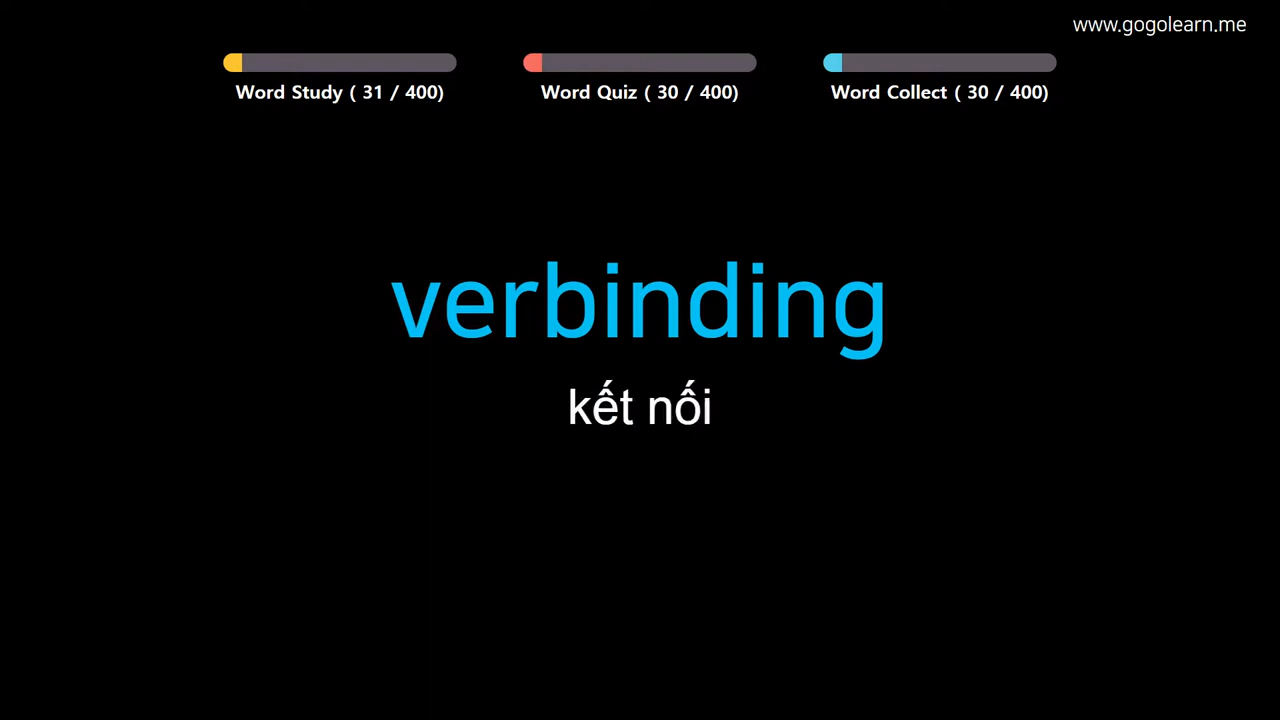 www.gogolearn.me
Word Study ( 31 / 400)
Word Quiz ( 30 / 400)
Word Collect ( 30 / 400)
verbinding
kết nối